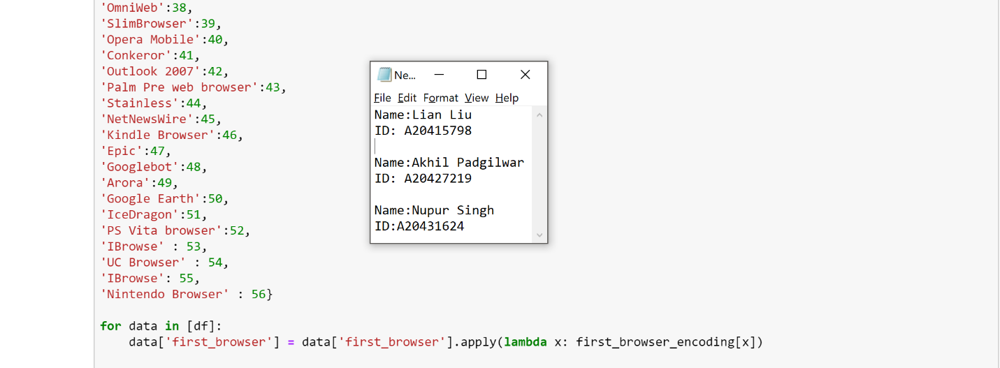 'OmniWeb':38,
'SlimBrowser':39,
'Opera Mobile':40,
'Conkeror':41,
'Outlook 2007':42,
'Palm Pre web browser':43,
'Stainless':44,
'NetNewsWire':45,
'Kindle Browser':46,
'Epic':47,
'Googlebot':48,
'Arora':49,
'Google Earth':50,
'IceDragon':51,
'PS Vita browser':52,
'IBrowse' : 53,
'UC Browser' : 54,
'IBrowse': 55,
'Nintendo Browser' : 56}
for data in [df]:
data['first_browser'] = data['first_browser'].apply(lambda x: first_browser_encoding[x])
Ne...
File Edit Format View Help
Name:Lian Liu
ID: A20415798
Name:Akhil Padgilwar
ID: A20427219
Name:Nupur Singh
ID:A20431624